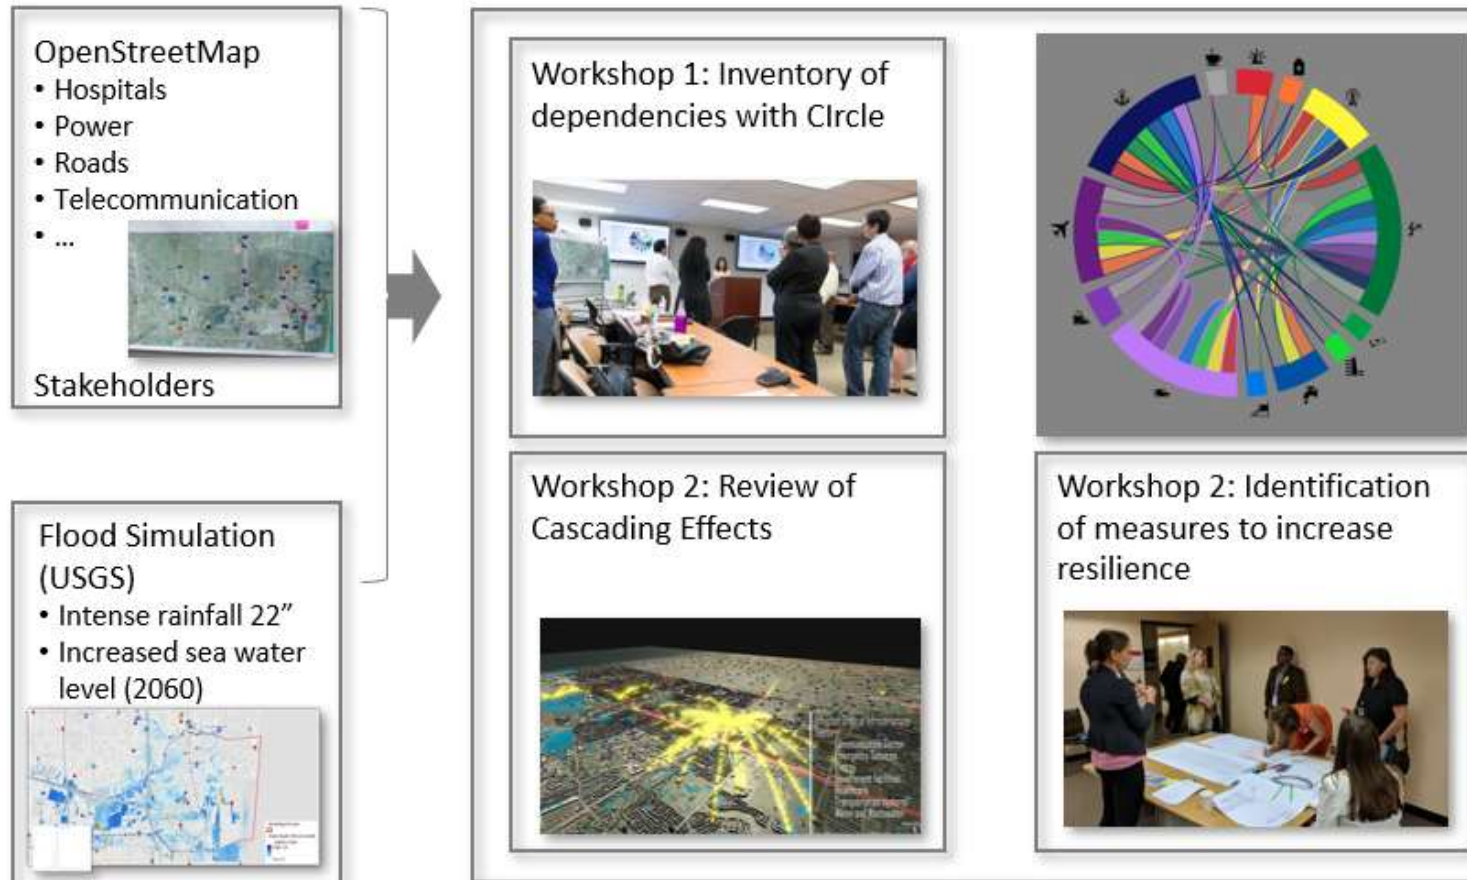 OpenStreetMap
• Hospitals
• Power
• Roads
• Telecommunication
• ...
Stakeholders
Flood Simulation
(USGS)
• Intense rainfall 22”
• Increased sea water
level (2060)
Workshop 1: Inventory of
dependencies with CIrcle
Workshop 2: Review of
Cascading Effects
Workshop 2: Identification
of measures to increase
resilience